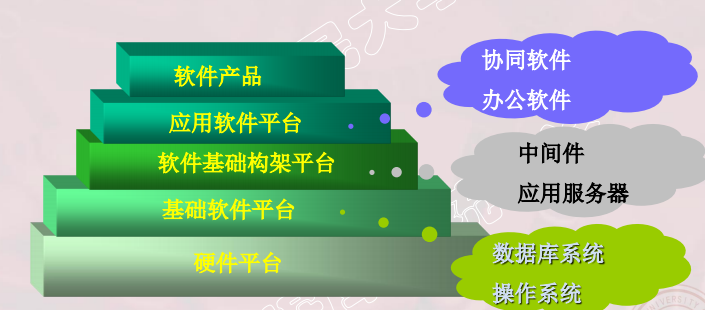 软件产品
应用软件平台
软件基础构架平台
基础软件平台
硬件平台
协同软件
办公软件
中间件
应用服务器
数据库系统
操作系统